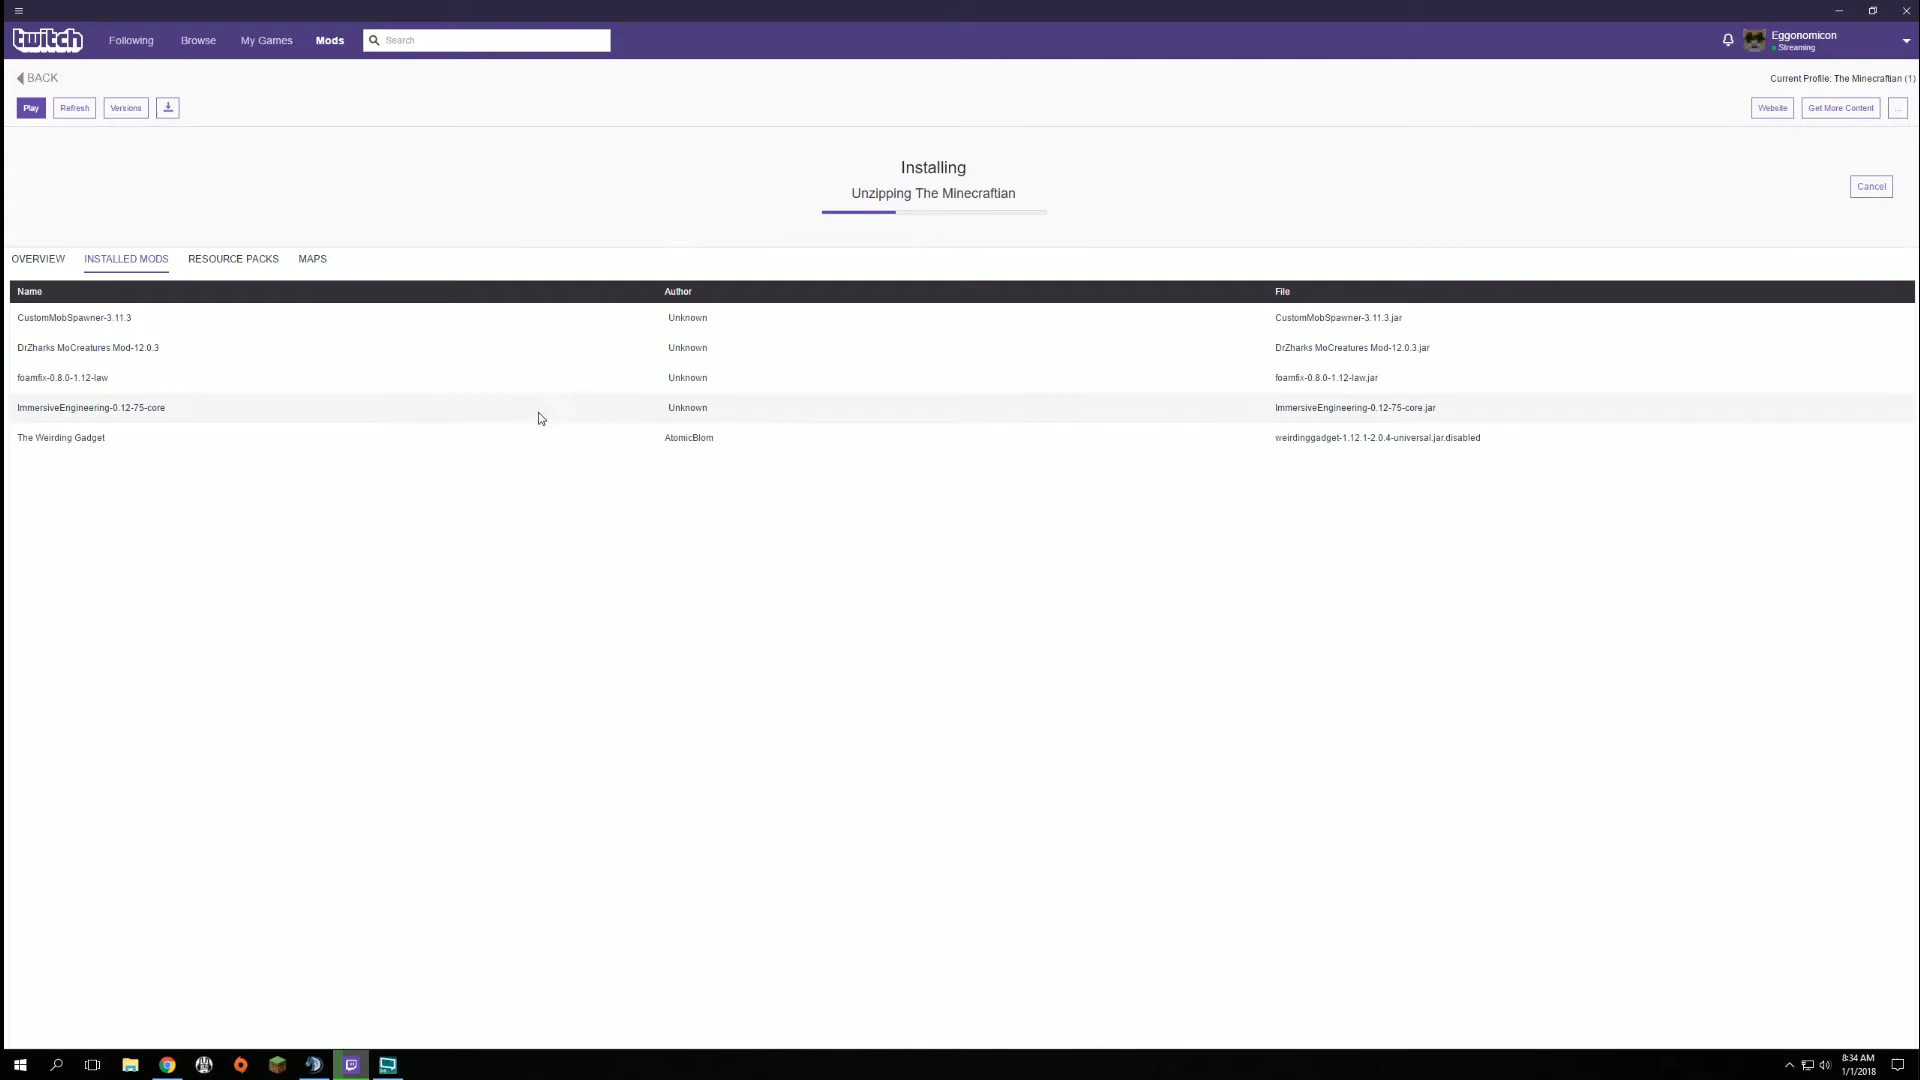 twitch Following Browse My Games Mods Search Eggonomicon
Streaming
BACK Current Profile: The Minecraftian (1)
Play Refresh Versions Website Get More Content ...
Installing
Unzipping The Minecraftian
Cancel
OVERVIEW INSTALLED MODS RESOURCE PACKS MAPS
Name Author File
CustomMobSpawner-3.11.3 Unknown CustomMobSpawner-3.11.3.jar
DrZharks MoCreatures Mod-12.0.3 Unknown DrZharks MoCreatures Mod-12.0.3.jar
foamfix-0.8.0-1.12-law Unknown foamfix-0.8.0-1.12-law.jar
ImmersiveEngineering-0.12-75-core Unknown ImmersiveEngineering-0.12-75-core.jar
The Weirding Gadget AtomicBlom weirdinggadget-1.12.1-2.0.4-universal.jar.disabled
8:34 AM
1/1/2018